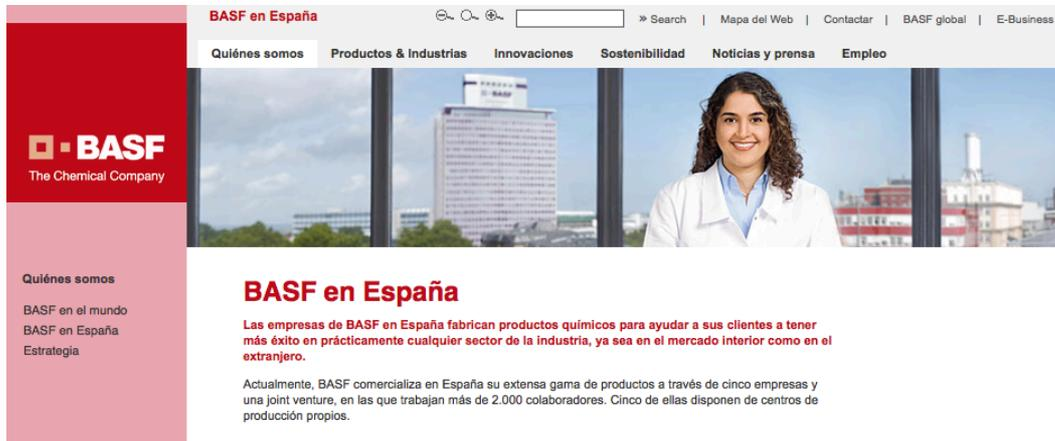 BASF en España
» Search | Mapa del Web | Contactar | BASF global | E-Business
Quiénes somos Productos & Industrias Innovaciones Sostenibilidad Noticias y prensa Empleo
BASF
The Chemical Company
BASF
Quiénes somos
BASF en el mundo
BASF en España
Estrategia
BASF en España
Las empresas de BASF en España fabrican productos químicos para ayudar a sus clientes a tener
más éxito en prácticamente cualquier sector de la industria, ya sea en el mercado interior como en el
extranjero.
Actualmente, BASF comercializa en España su extensa gama de productos a través de cinco empresas y
una joint venture, en las que trabajan más de 2.000 colaboradores. Cinco de ellas disponen de centros de
producción propios.